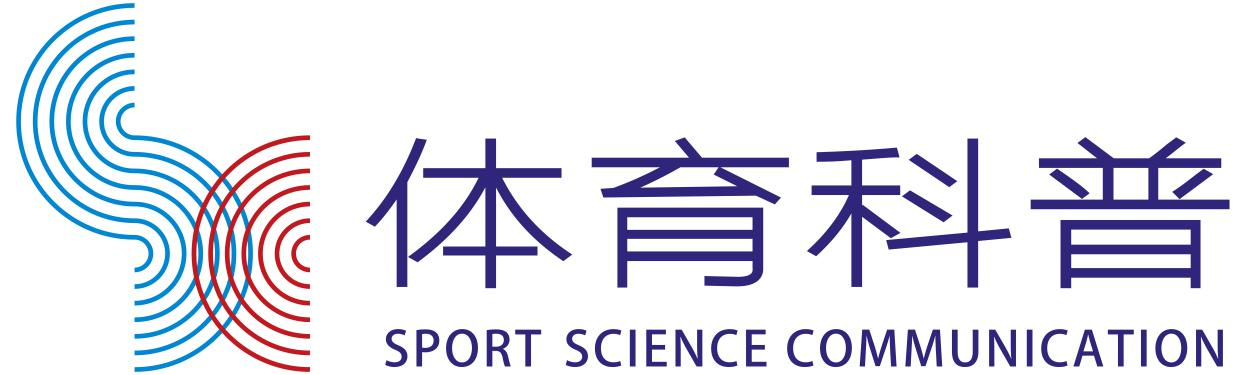 体育科普
SPORT SCIENCE COMMUNICATION